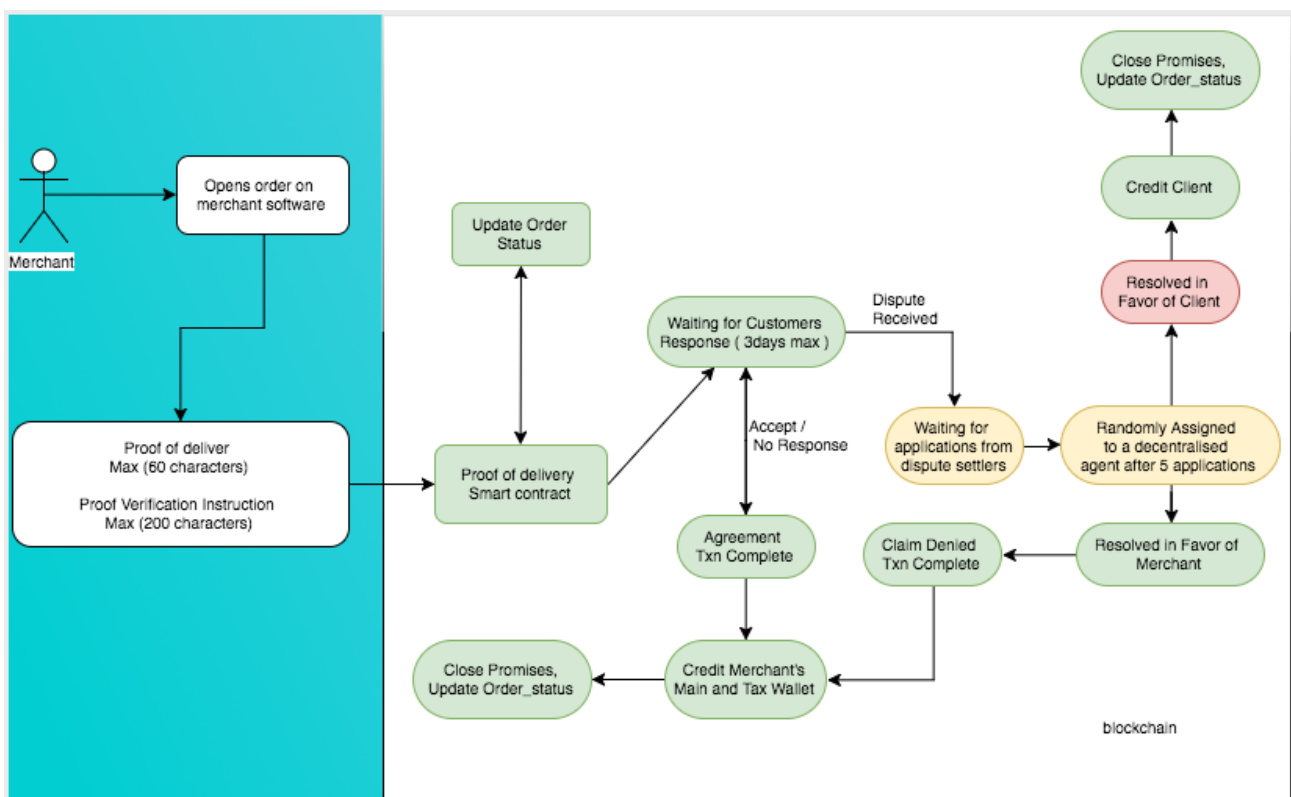 Merchant
Opens order on
merchant software
Proof of deliver
Max (60 characters)
Proof Verification Instruction
Max (200 characters)
Update Order
Status
Proof of delivery
Smart contract
Waiting for Customers
Response ( 3days max )
Dispute
Received
Accept /
No Response
Agreement
Txn Complete
Credit Merchant's
Main and Tax Wallet
Close Promises,
Update Order_status
Waiting for
applications from
dispute settlers
Randomly Assigned
to a decentralised
agent after 5 applications
Resolved in
Favor of Client
Credit Client
Close Promises,
Update Order_status
Resolved in Favor of
Merchant
Claim Denied
Txn Complete
blockchain